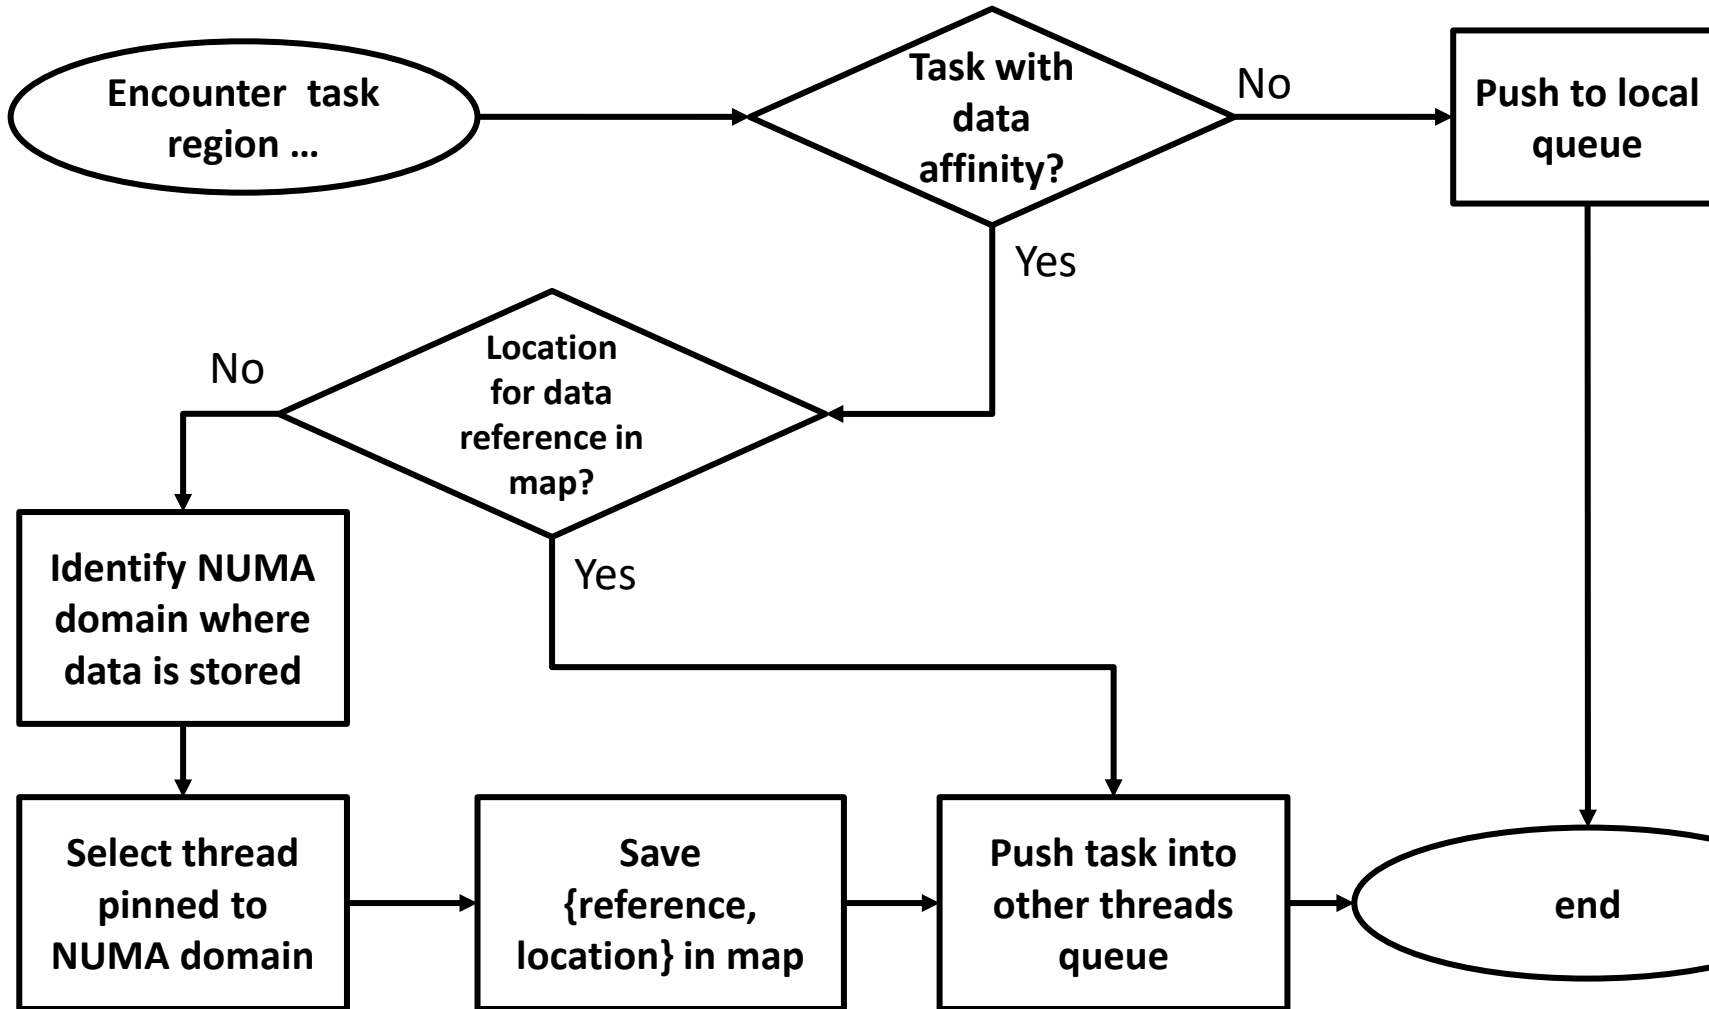 Encounter task
region ...
Task with
data
affinity?
No
Push to local
queue
Yes
Location
for data
reference in
map?
No
Yes
Identify NUMA
domain where
data is stored
Select thread
pinned to
NUMA domain
Save
{reference,
location} in map
Push task into
other threads
queue
end